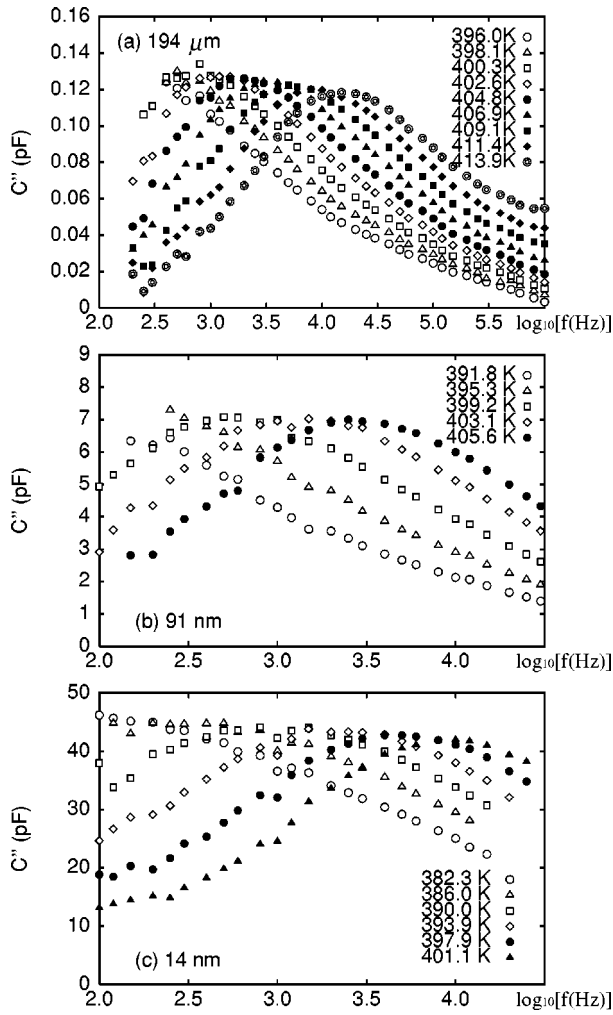 0.16
0.14
0.12
0.10
0.08
0.06
0.04
0.02
0
C'' (pF)
(a) 194 μm
396.0K
398.1K
400.3K
402.6K
404.8K
406.9K
409.1K
411.4K
413.9K
2.0 2.5 3.0 3.5 4.0 4.5 5.0 5.5 log10[f(Hz)]
9
8
7
6
5
4
3
2
1
0
C'' (pF)
391.8 K
395.3 K
399.2 K
403.1 K
405.6 K
(b) 91 nm
2.0 2.5 3.0 3.5 4.0 log10[f(Hz)]
50
40
30
20
10
0
C'' (pF)
382.3 K
386.0 K
390.0 K
393.9 K
397.9 K
401.1 K
(c) 14 nm
2.0 2.5 3.0 3.5 4.0 log10[f(Hz)]